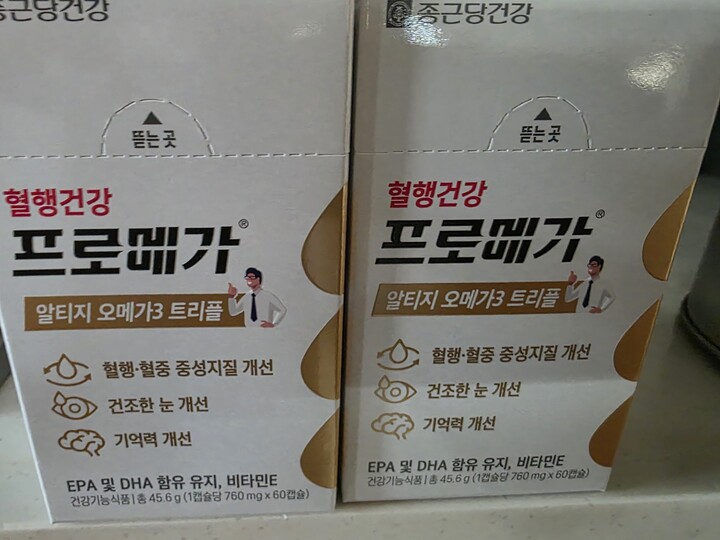 종근당건강
뜯는곳
혈행건강
프로메가®
알티지 오메가3 트리플
혈행·혈중 중성지질 개선
건조한 눈 개선
기억력 개선
EPA 및 DHA 함유 유지, 비타민E
건강기능식품 | 총 45.6 g (1캡슐당 760 mg x 60캡슐)
종근당건강
뜯는곳
혈행건강
프로메가®
알티지 오메가3 트리플
혈행·혈중 중성지질 개선
건조한 눈 개선
기억력 개선
EPA 및 DHA 함유 유지, 비타민E
건강기능식품 | 총 45.6 g (1캡슐당 760 mg x 60캡슐)